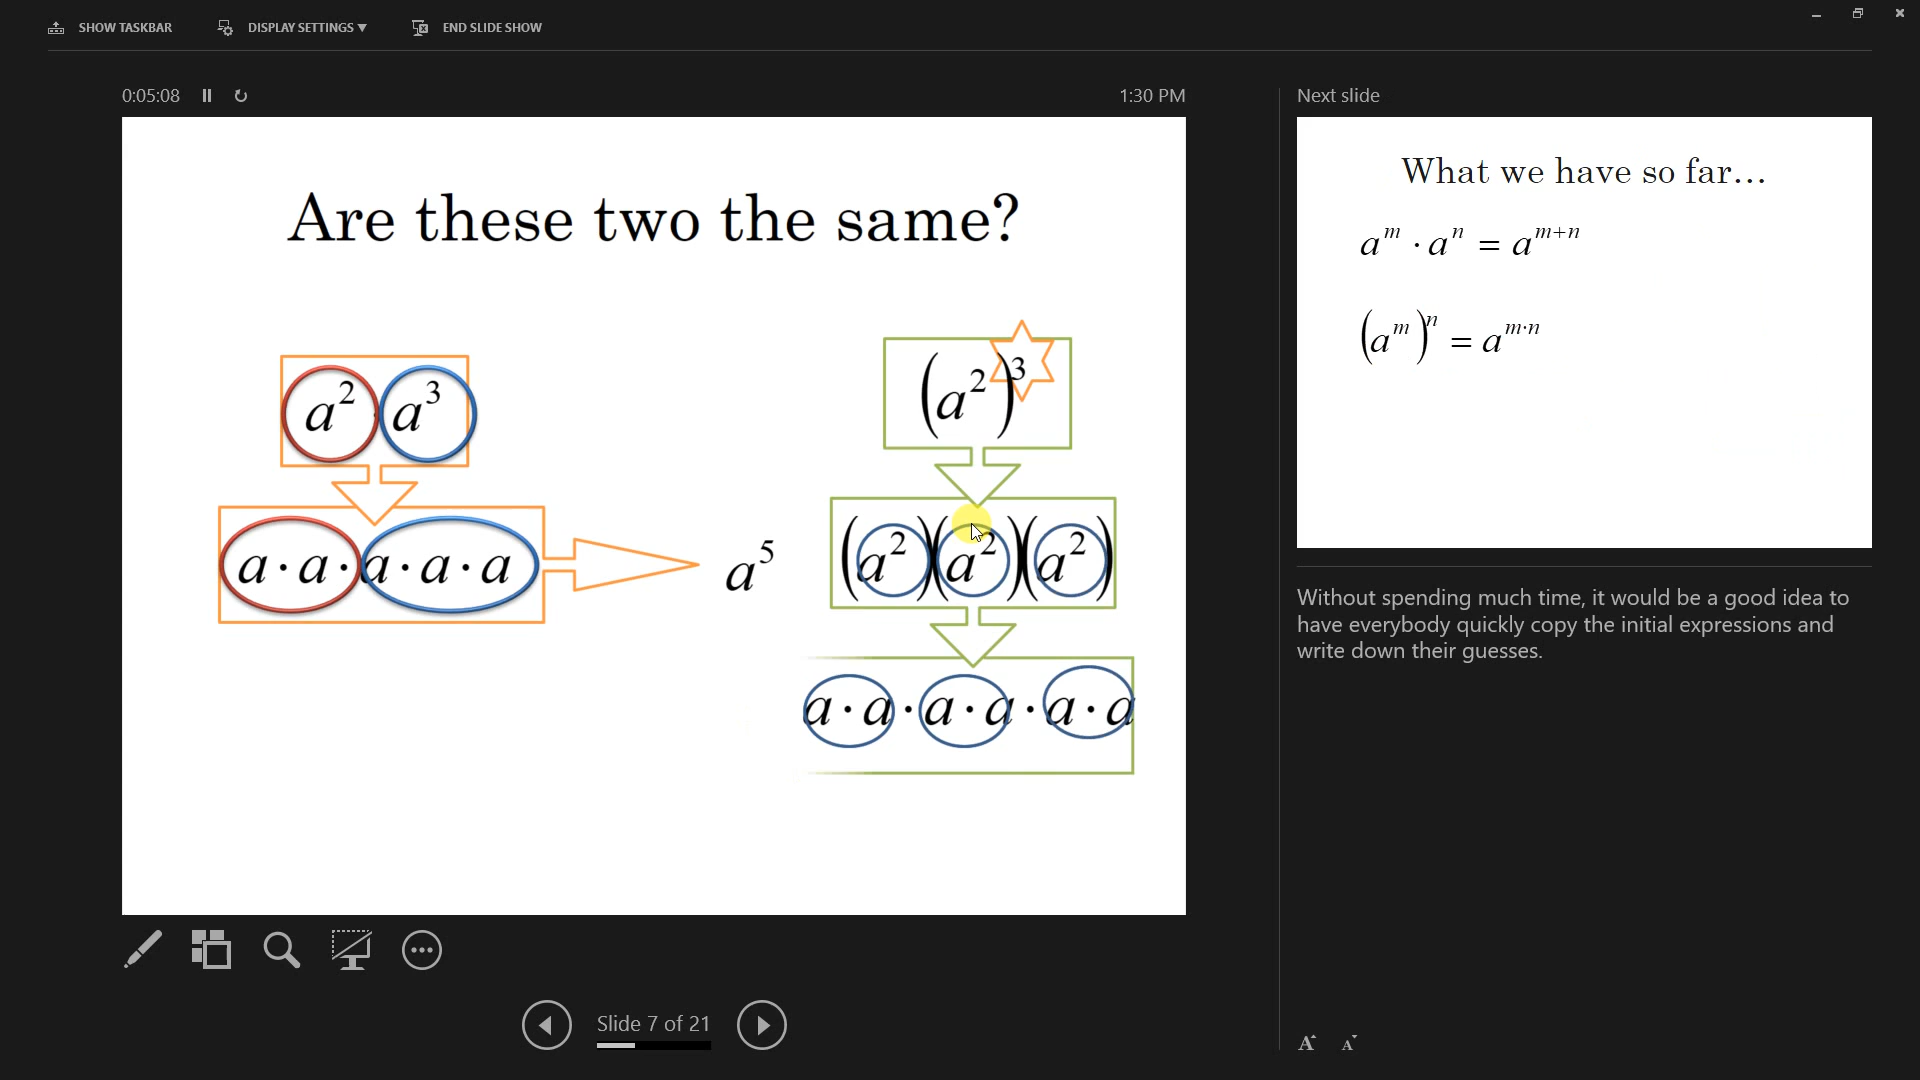 SHOW TASKBAR
DISPLAY SETTINGS ▼
END SLIDE SHOW
0:05:08
1:30 PM
Next slide
Are these two the same?
a² · a³
a · a · a · a · a
a⁵
(a²)³
(a²)(a²)(a²)
a · a · a · a · a · a
What we have so far...
aᵐ · aⁿ = aᵐ⁺ⁿ
(aᵐ)ⁿ = aᵐ·ⁿ
Without spending much time, it would be a good idea to
have everybody quickly copy the initial expressions and
write down their guesses.
Slide 7 of 21
A A